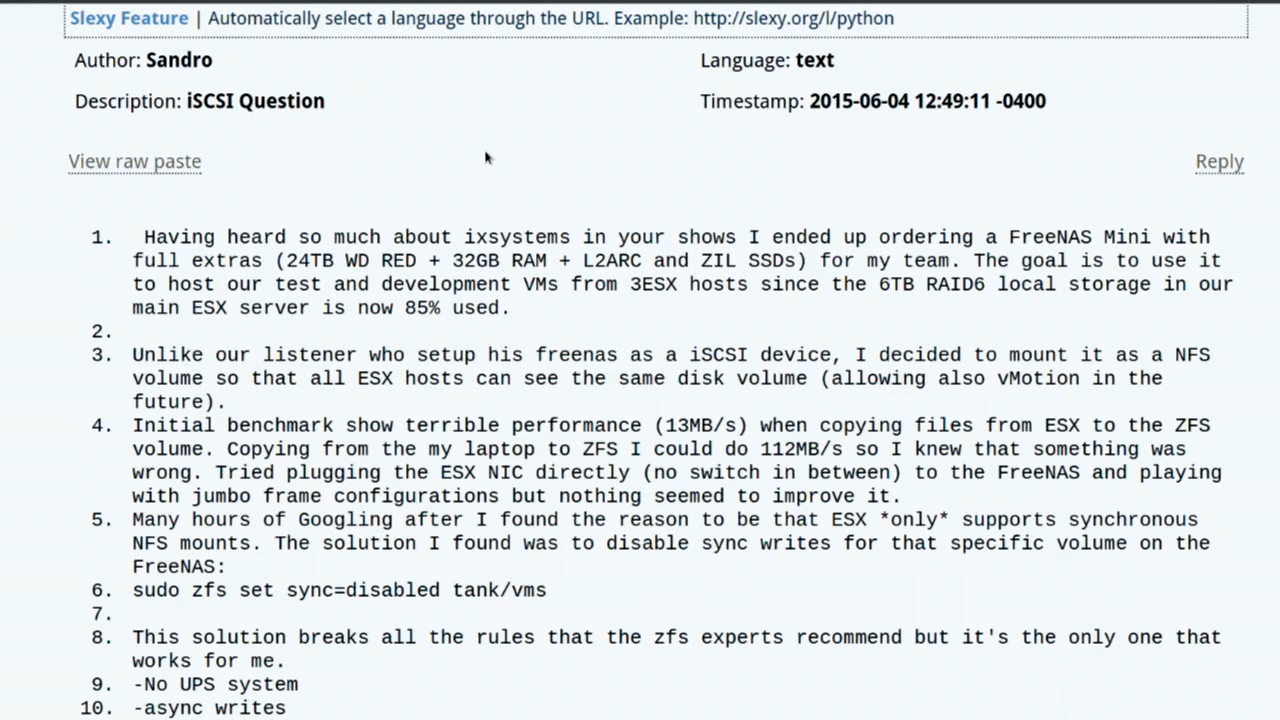 Slexy Feature | Automatically select a language through the URL. Example: http://slexy.org/l/python
Author: Sandro
Language: text
Description: iSCSI Question
Timestamp: 2015-06-04 12:49:11 -0400
View raw paste
Reply
1. Having heard so much about ixsystems in your shows I ended up ordering a FreeNAS Mini with
full extras (24TB WD RED + 32GB RAM + L2ARC and ZIL SSDs) for my team. The goal is to use it
to host our test and development VMs from 3ESX hosts since the 6TB RAID6 local storage in our
main ESX server is now 85% used.
2.
3. Unlike our listener who setup his freenas as a iSCSI device, I decided to mount it as a NFS
volume so that all ESX hosts can see the same disk volume (allowing also vMotion in the
future).
4. Initial benchmark show terrible performance (13MB/s) when copying files from ESX to the ZFS
volume. Copying from the my laptop to ZFS I could do 112MB/s so I knew that something was
wrong. Tried plugging the ESX NIC directly (no switch in between) to the FreeNAS and playing
with jumbo frame configurations but nothing seemed to improve it.
5. Many hours of Googling after I found the reason to be that ESX *only* supports synchronous
NFS mounts. The solution I found was to disable sync writes for that specific volume on the
FreeNAS:
6. sudo zfs set sync=disabled tank/vms
7.
8. This solution breaks all the rules that the zfs experts recommend but it's the only one that
works for me.
9. -No UPS system
10. -async writes